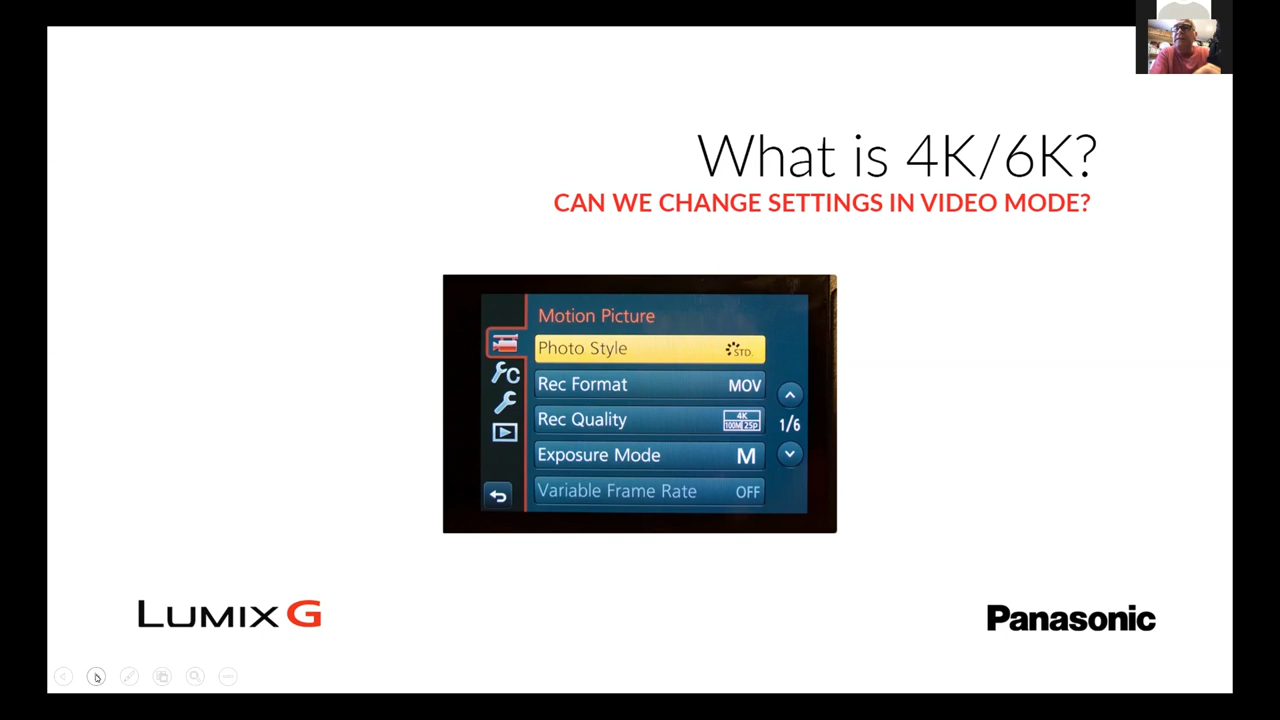 What is 4K/6K?
CAN WE CHANGE SETTINGS IN VIDEO MODE?
Motion Picture
Photo Style STD.
Rec Format MOV
Rec Quality 4K 100M 25p
Exposure Mode M
Variable Frame Rate OFF
C
1/6
LUMIX G
Panasonic